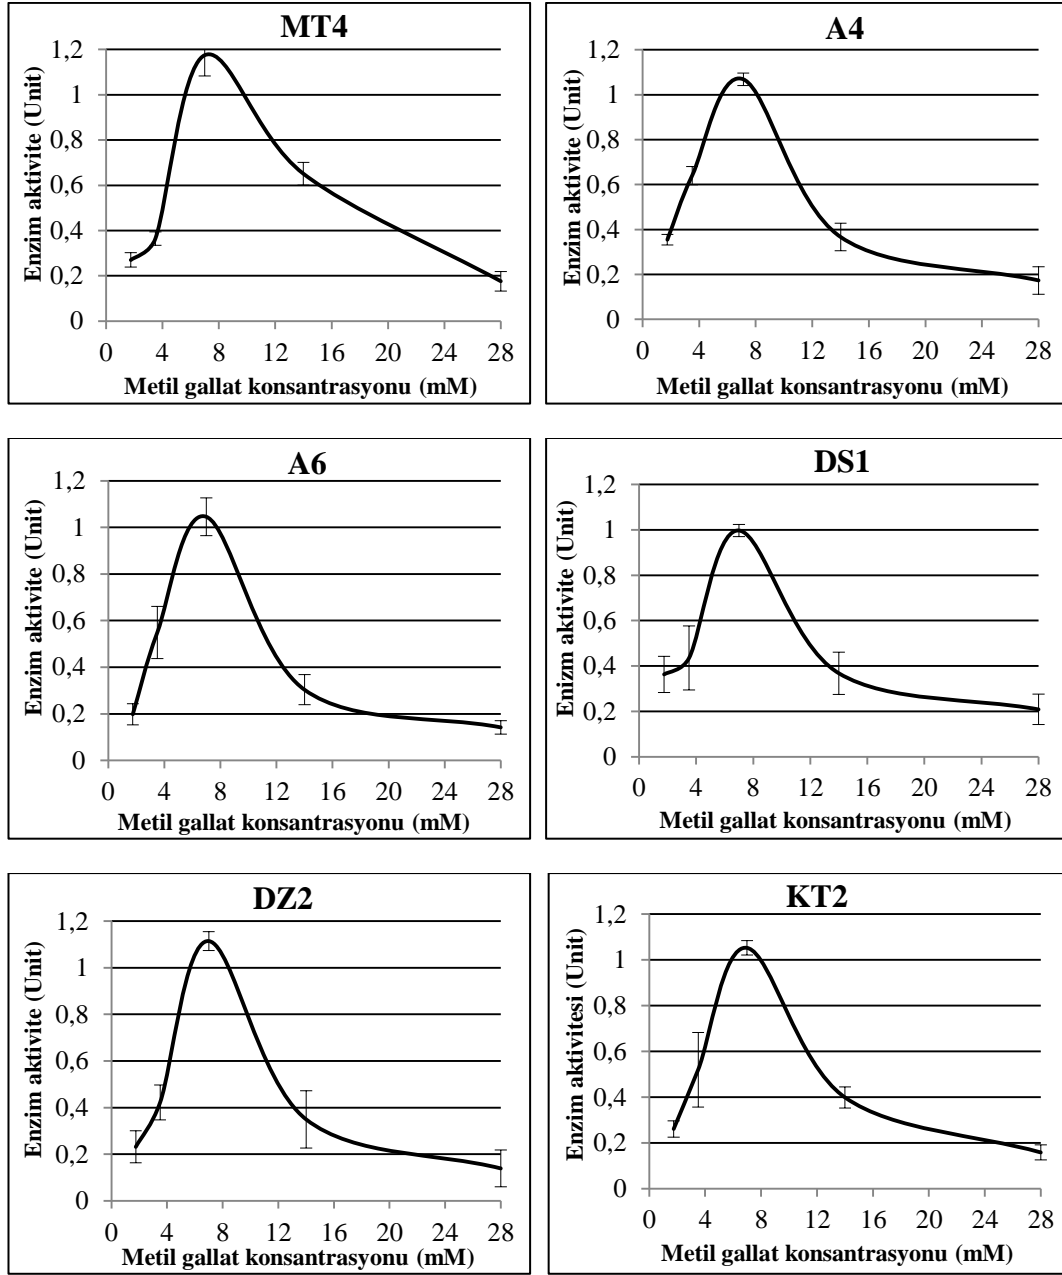 MT4
Enzim aktivite (Unit)
1,2
1
0,8
0,6
0,4
0,2
0
0 4 8 12 16 20 24 28
Metil gallat konsantrasyonu (mM)
A4
Enzim aktivite (Unit)
1,2
1
0,8
0,6
0,4
0,2
0
0 4 8 12 16 20 24 28
Metil gallat konsantrasyonu (mM)
A6
Enzim aktivite (Unit)
1,2
1
0,8
0,6
0,4
0,2
0
0 4 8 12 16 20 24 28
Metil gallat konsantrasyonu (mM)
DS1
Enizm aktivite (Unit)
1,2
1
0,8
0,6
0,4
0,2
0
0 4 8 12 16 20 24 28
Metil gallat konsantrasyonu (mM)
DZ2
Enzim aktivite (Unit)
1,2
1
0,8
0,6
0,4
0,2
0
0 4 8 12 16 20 24 28
Metil gallat konsantrasyonu (mM)
KT2
Enzim aktivitesi (Unit)
1,2
1
0,8
0,6
0,4
0,2
0
0 4 8 12 16 20 24 28
Metil gallat konsantrasyonu (mM)